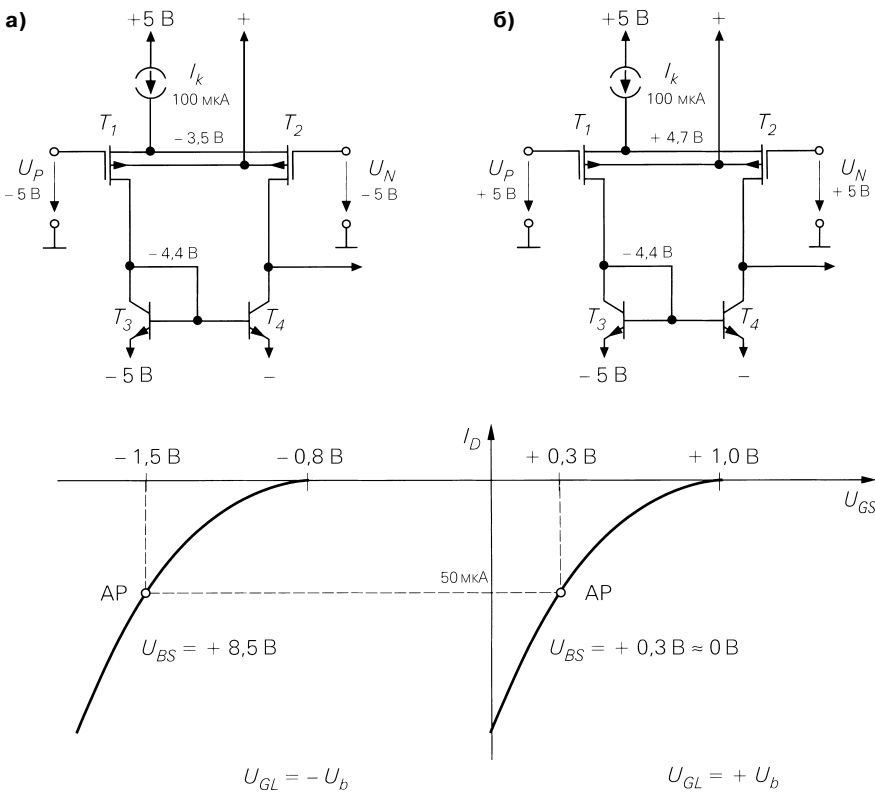 а)
+5 В
+
I_k
100 мкА
T_1
– 3,5 В
T_2
U_P
– 5 В
U_N
– 5 В
– 4,4 В
T_3
T_4
– 5 В
–
б)
+5 В
+
I_k
100 мкА
T_1
+ 4,7 В
T_2
U_P
+ 5 В
U_N
+ 5 В
– 4,4 В
T_3
T_4
– 5 В
–
I_D
– 1,5 В
– 0,8 В
+ 0,3 В
+ 1,0 В
U_GS
50 мкА
AP
AP
U_BS = + 8,5 В
U_BS = + 0,3 В ≈ 0 В
U_GL = – U_b
U_GL = + U_b